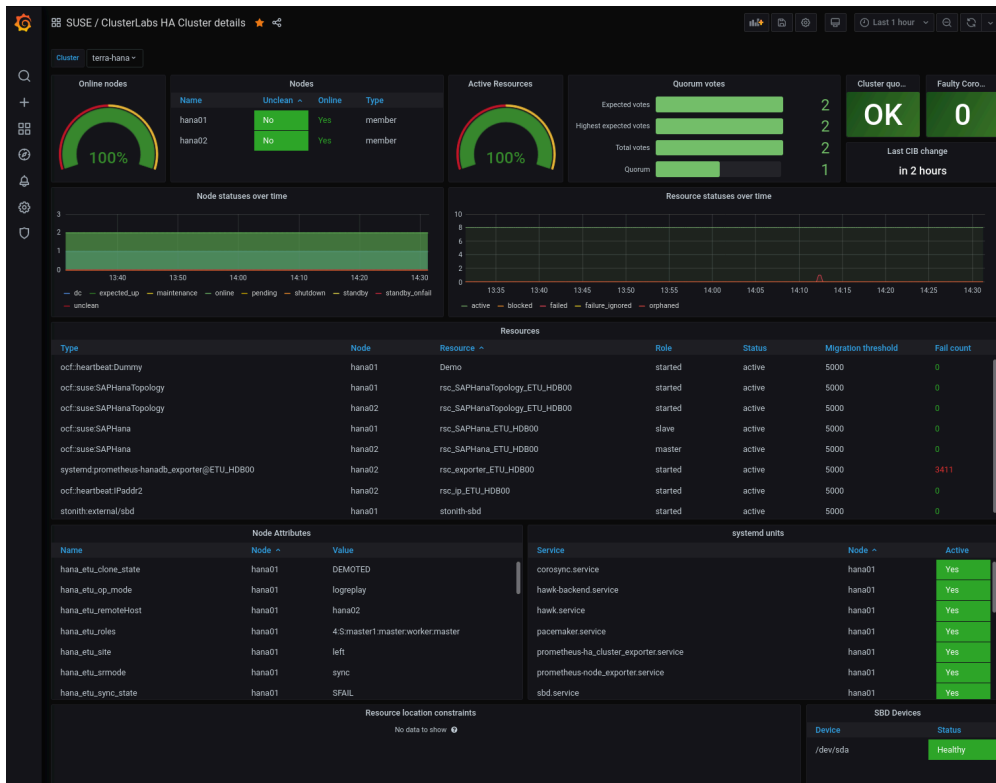 SUSE / ClusterLabs HA Cluster details
Last 1 hour
Cluster terra-hana
Online nodes
100%
Nodes
Name Unclean Online Type
hana01 No Yes member
hana02 No Yes member
Active Resources
100%
Quorum votes
Expected votes 2
Highest expected votes 2
Total votes 2
Quorum 1
Cluster quo...
OK
Faulty Coro...
0
Last CIB change
in 2 hours
Node statuses over time
3
2
1
0
13:40 13:50 14:00 14:10 14:20 14:30
dc expected_up maintenance online pending shutdown standby standby_onfail
unclean
Resource statuses over time
10
8
6
4
2
0
13:35 13:40 13:45 13:50 13:55 14:00 14:05 14:10 14:15 14:20 14:25 14:30
active blocked failed failure_ignored orphaned
Resources
Type Node Resource Role Status Migration threshold Fail count
ocf::heartbeat:Dummy hana01 Demo started active 5000 0
ocf::suse:SAPHanaTopology hana01 rsc_SAPHanaTopology_ETU_HDB00 started active 5000 0
ocf::suse:SAPHanaTopology hana02 rsc_SAPHanaTopology_ETU_HDB00 started active 5000 0
ocf::suse:SAPHana hana01 rsc_SAPHana_ETU_HDB00 slave active 5000 0
ocf::suse:SAPHana hana02 rsc_SAPHana_ETU_HDB00 master active 5000 0
systemd:prometheus-hanadb_exporter@ETU_HDB00 hana02 rsc_exporter_ETU_HDB00 started active 5000 3411
ocf::heartbeat:IPaddr2 hana02 rsc_ip_ETU_HDB00 started active 5000 0
stonith:external/sbd hana01 stonith-sbd started active 5000 0
Node Attributes
Name Node Value
hana_etu_clone_state hana01 DEMOTED
hana_etu_op_mode hana01 logreplay
hana_etu_remoteHost hana01 hana02
hana_etu_roles hana01 4:S:master1:master:worker:master
hana_etu_site hana01 left
hana_etu_srmode hana01 sync
hana_etu_sync_state hana01 SFAIL
systemd units
Service Node Active
corosync.service hana01 Yes
hawk-backend.service hana01 Yes
hawk.service hana01 Yes
pacemaker.service hana01 Yes
prometheus-ha_cluster_exporter.service hana01 Yes
prometheus-node_exporter.service hana01 Yes
sbd.service hana01 Yes
Resource location constraints
No data to show
SBD Devices
Device Status
/dev/sda Healthy